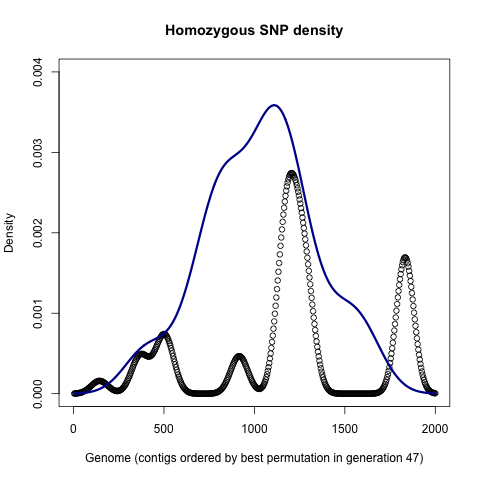 Homozygous SNP density
0.004
0.003
0.002
0.001
0.000
Density
0 500 1000 1500 2000
Genome (contigs ordered by best permutation in generation 47)